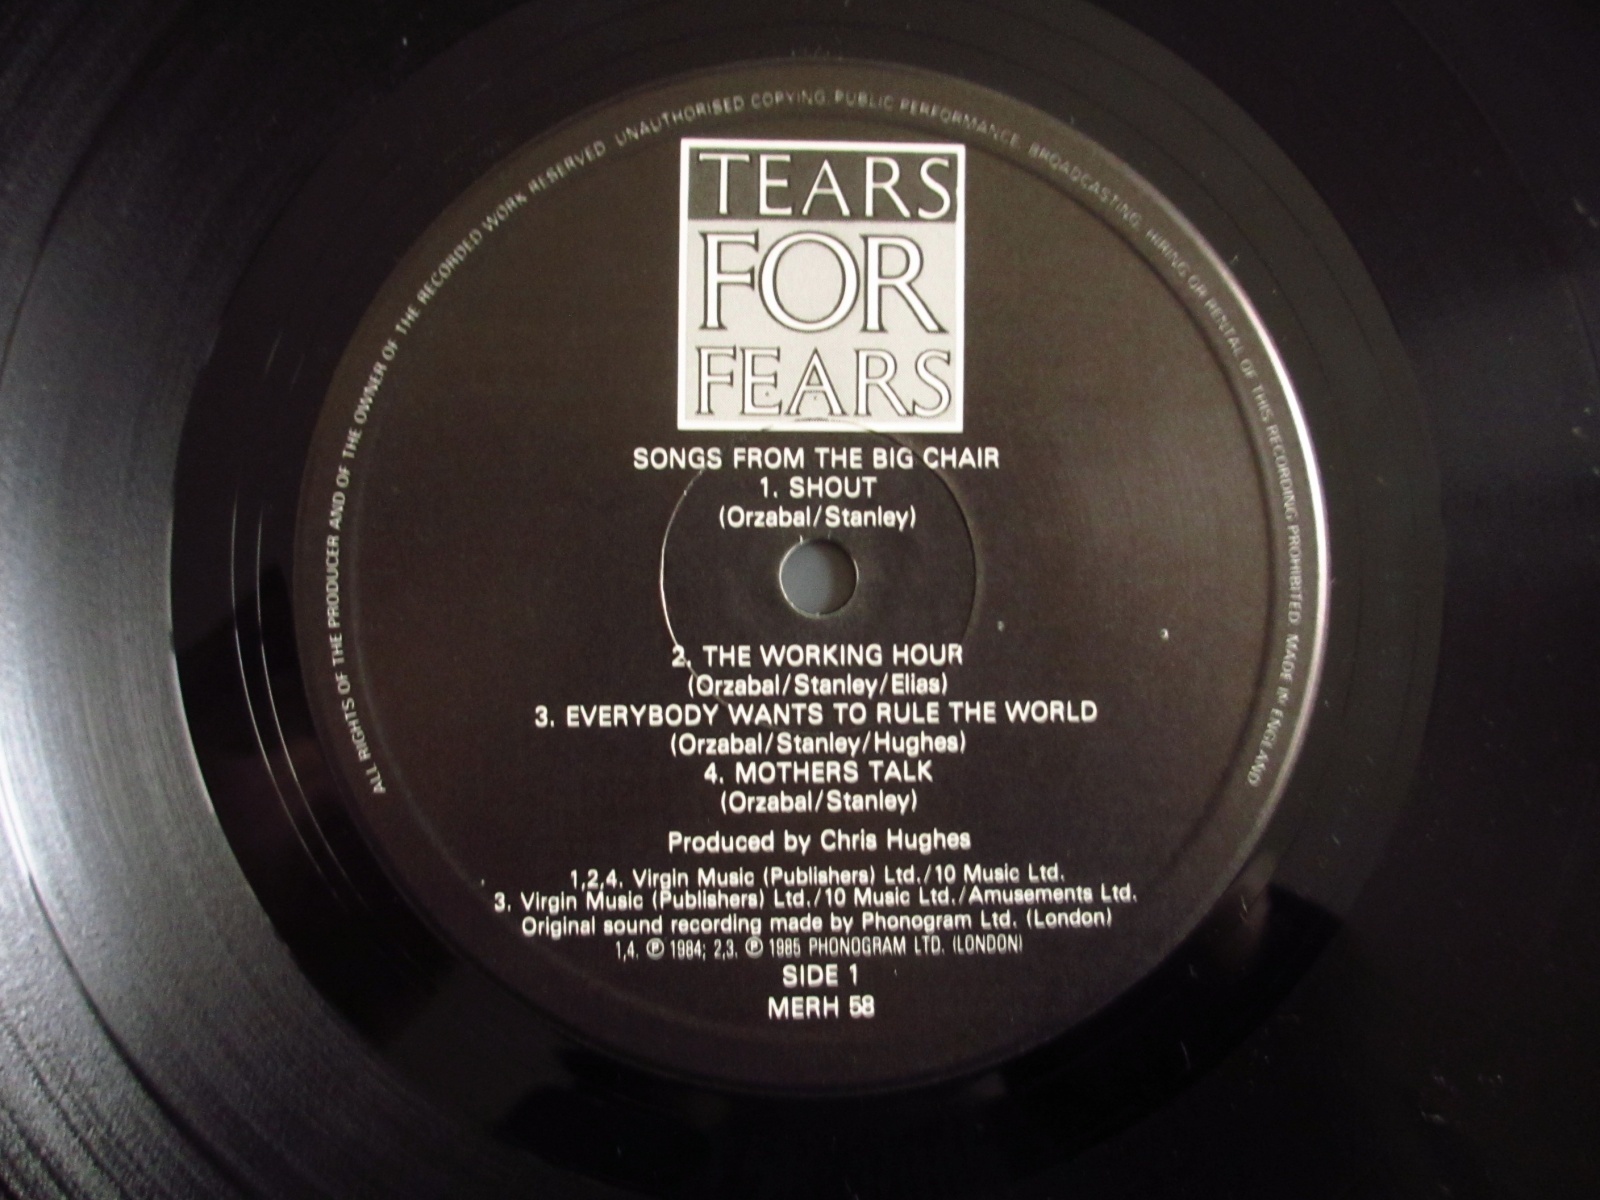 ALL RIGHTS OF THE PRODUCER AND OF THE OWNER OF THE RECORDED WORK RESERVED UNAUTHORISED COPYING PUBLIC PERFORMANCE BROADCASTING HIRING OR RENTAL OF THIS RECORDING PROHIBITED MADE IN ENGLAND
TEARS
FOR
FEARS
SONGS FROM THE BIG CHAIR
1. SHOUT
(Orzabal/Stanley)
2. THE WORKING HOUR
(Orzabal/Stanley/Elias)
3. EVERYBODY WANTS TO RULE THE WORLD
(Orzabal/Stanley/Hughes)
4. MOTHERS TALK
(Orzabal/Stanley)
Produced by Chris Hughes
1,2,4. Virgin Music (Publishers) Ltd./10 Music Ltd.
3. Virgin Music (Publishers) Ltd./10 Music Ltd./Amusements Ltd.
Original sound recording made by Phonogram Ltd. (London)
1,4. ℗ 1984; 2,3. ℗ 1985 PHONOGRAM LTD. (LONDON)
SIDE 1
MERH 58